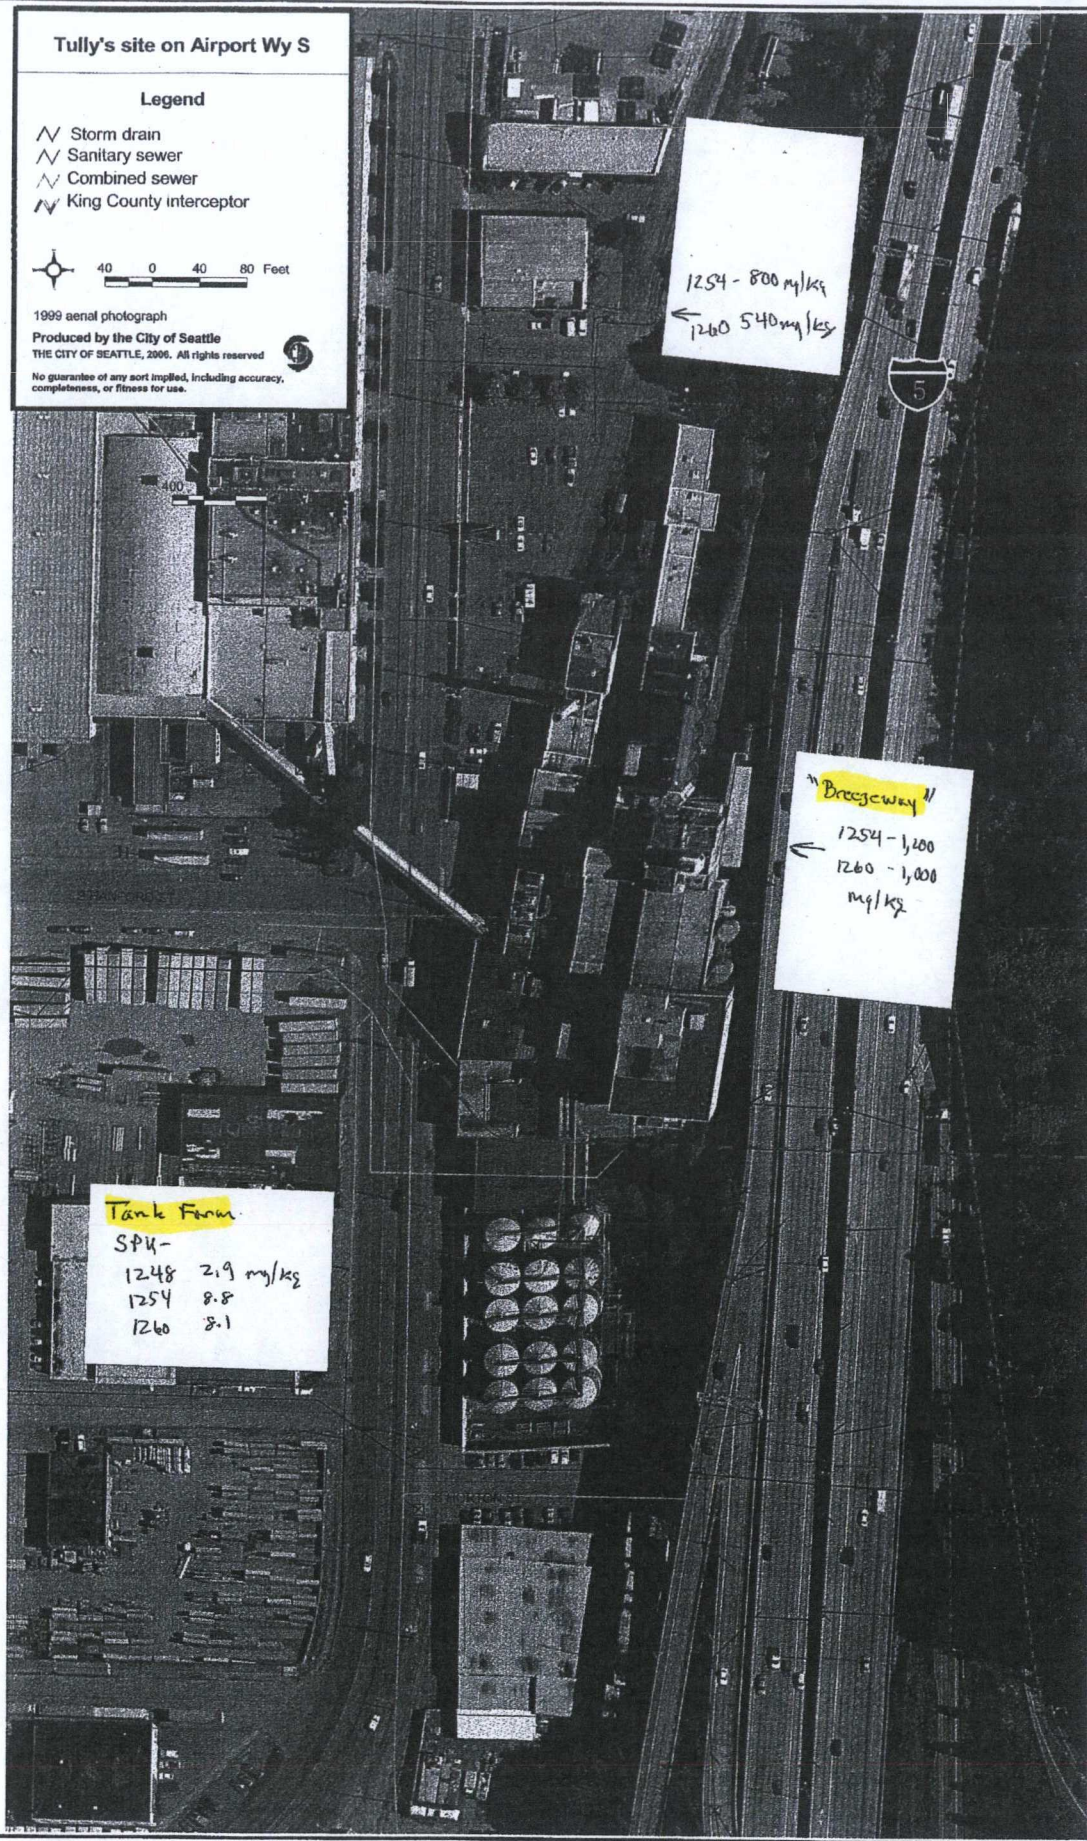 Tully's site on Airport Wy S
Legend
Storm drain
Sanitary sewer
Combined sewer
King County interceptor
40 0 40 80 Feet
1999 aerial photograph
Produced by the City of Seattle
THE CITY OF SEATTLE, 2006. All rights reserved
No guarantee of any sort implied, including accuracy,
completeness, or fitness for use.
1254 - 800 mg/kg
← 1260 540 mg/kg
5
400
"Breezeway"
1254 - 1,200
← 1260 - 1,000
mg/kg
Tank Farm
SPU -
1248 2.9 mg/kg
1254 8.8
1260 8.1